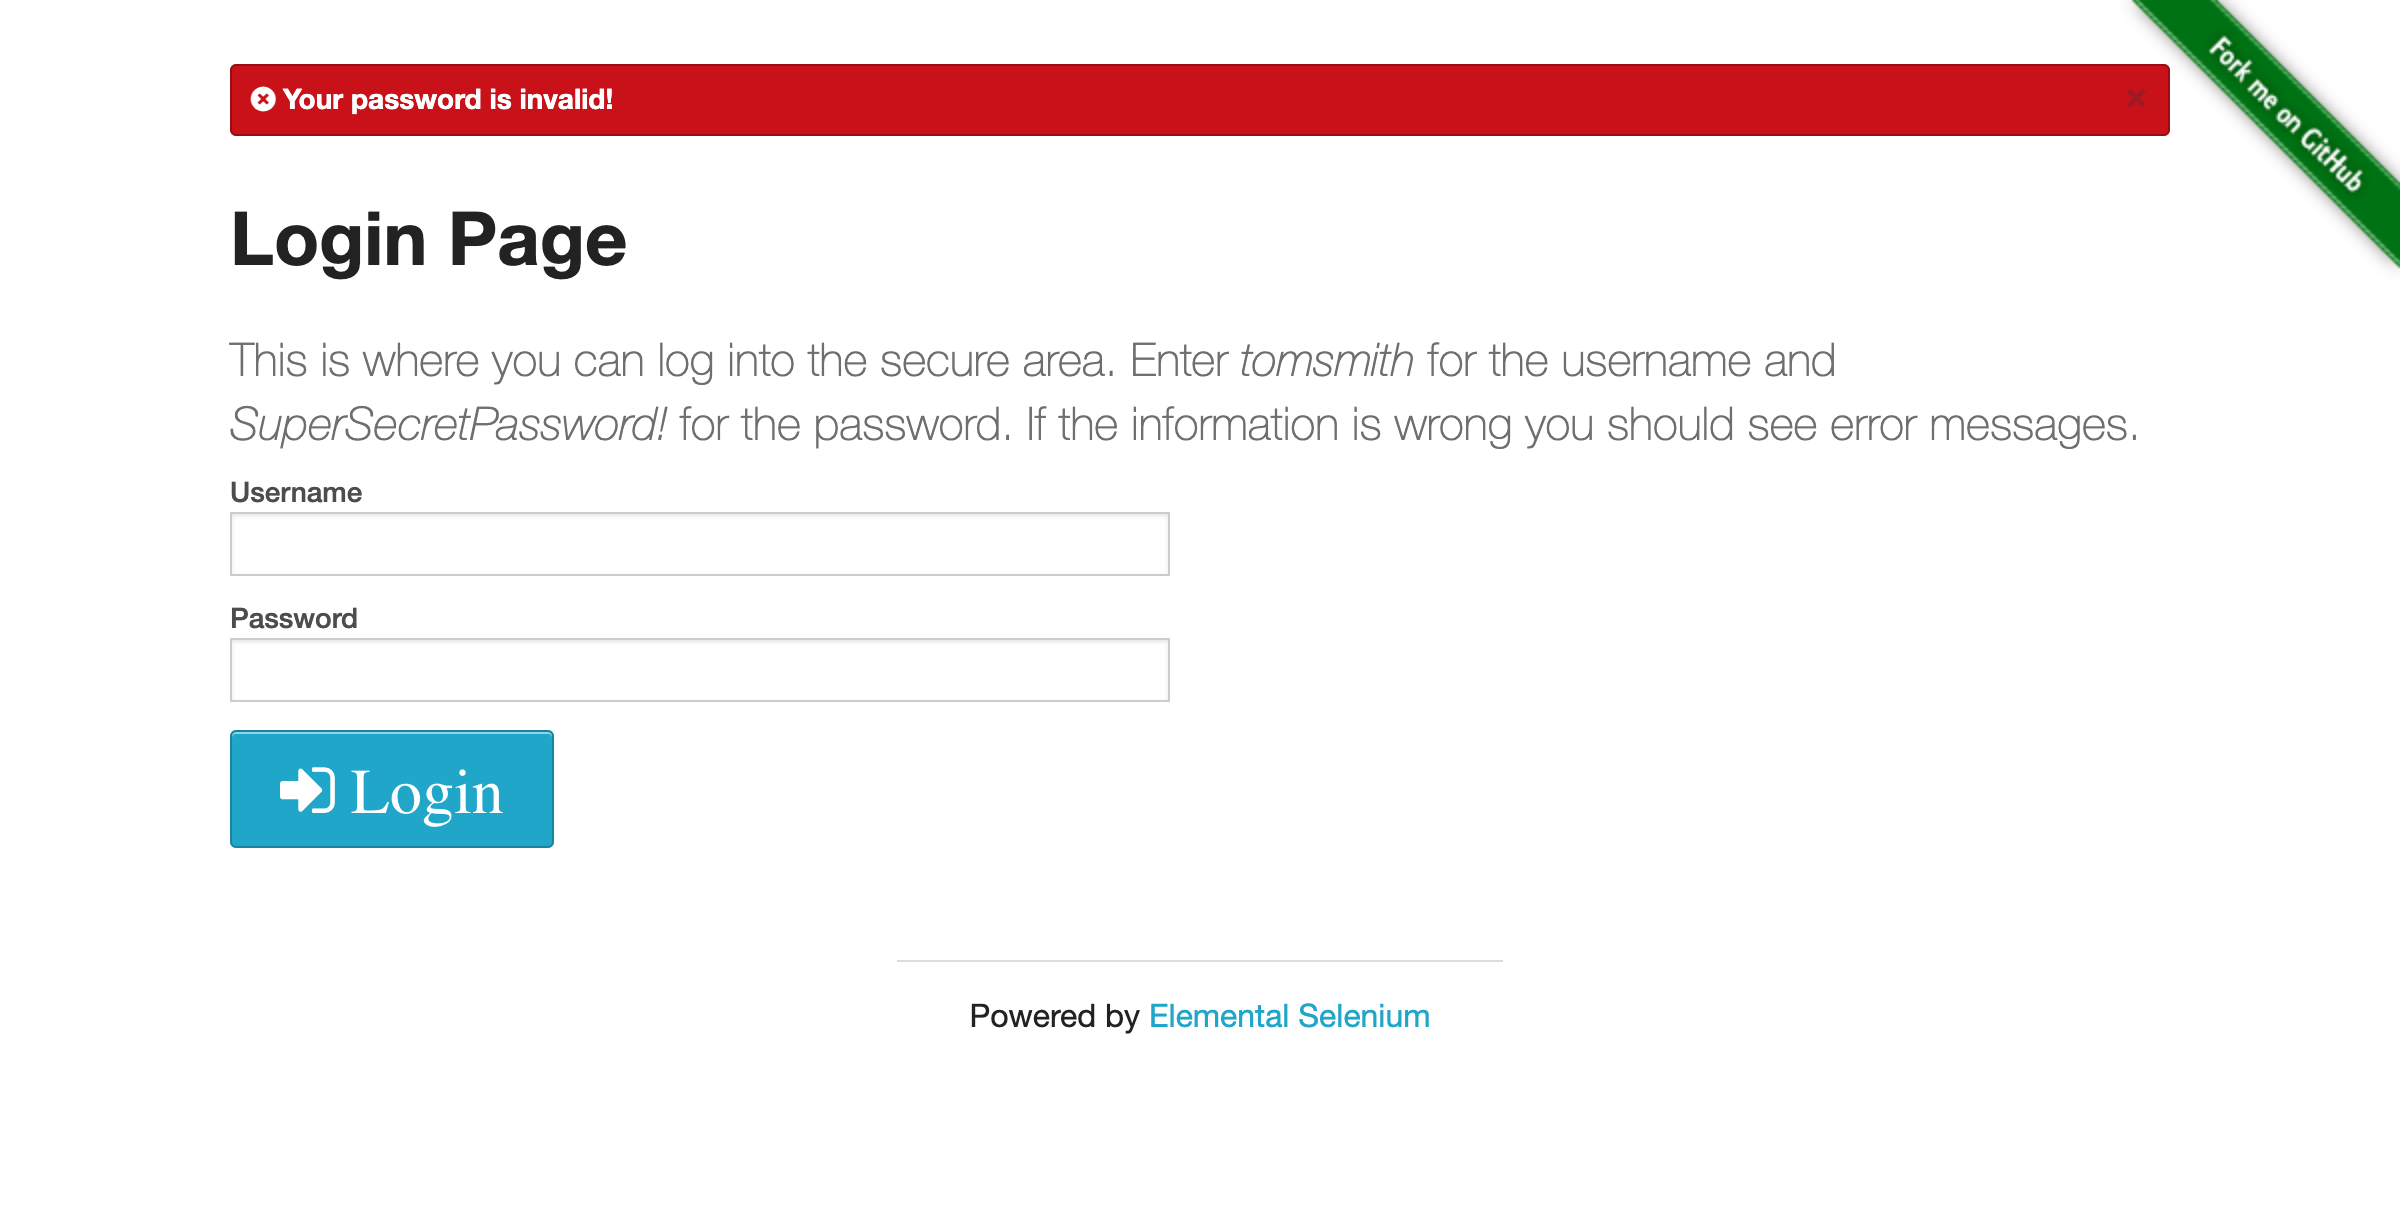 Your password is invalid!
×
Fork me on GitHub
Login Page
This is where you can log into the secure area. Enter tomsmith for the username and
SuperSecretPassword! for the password. If the information is wrong you should see error messages.
Username
Password
Login
Powered by Elemental Selenium